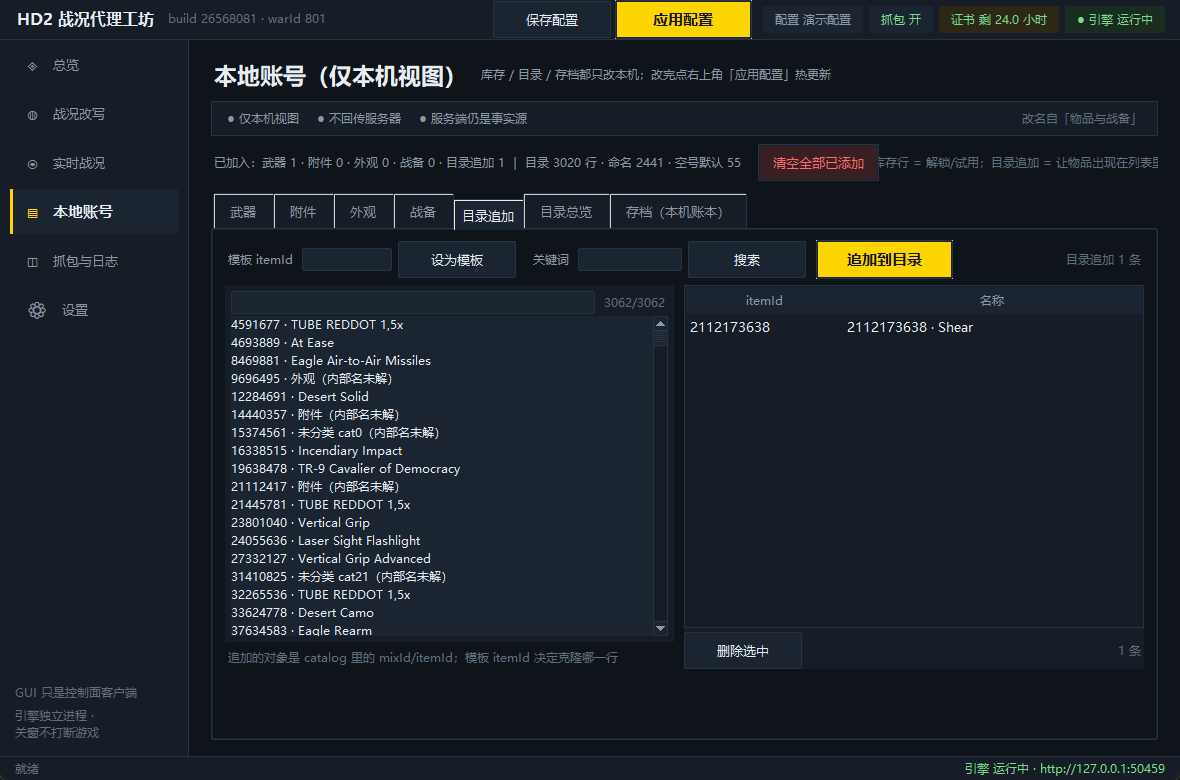 HD2 战况代理工坊 build 26568081 · warId 801 保存配置 应用配置 配置 演示配置 抓包 开 证书 剩 24.0 小时 ● 引擎 运行中
总览
战况改写
实时战况
本地账号
抓包与日志
设置
GUI 只是控制面客户端
引擎独立进程 ·
关窗不打断游戏
本地账号（仅本机视图） 库存 / 目录 / 存档都只改本机；改完点右上角「应用配置」热更新
● 仅本机视图 ● 不回传服务器 ● 服务端仍是事实源 改名自「物品与战备」
已加入：武器 1 · 附件 0 · 外观 0 · 战备 0 · 目录追加 1 | 目录 3020 行 · 命名 2441 · 空号默认 55 清空全部已添加 库存行 = 解锁/试用；目录追加 = 让物品出现在列表
武器 附件 外观 战备 目录追加 目录总览 存档（本机账本）
模板 itemId 设为模板 关键词 搜索 追加到目录 目录追加 1 条
3062/3062
4591677 · TUBE REDDOT 1,5x
4693889 · At Ease
8469881 · Eagle Air-to-Air Missiles
9696495 · 外观（内部名未解）
12284691 · Desert Solid
14440357 · 附件（内部名未解）
15374561 · 未分类 cat0（内部名未解）
16338515 · Incendiary Impact
19638478 · TR-9 Cavalier of Democracy
21112417 · 附件（内部名未解）
21445781 · TUBE REDDOT 1,5x
23801040 · Vertical Grip
24055636 · Laser Sight Flashlight
27332127 · Vertical Grip Advanced
31410825 · 未分类 cat21（内部名未解）
32265536 · TUBE REDDOT 1,5x
33624778 · Desert Camo
37634583 · Eagle Rearm
追加的对象是 catalog 里的 mixId/itemId；模板 itemId 决定克隆哪一行
itemId 名称
2112173638 2112173638 · Shear
删除选中 1 条
就绪 引擎 运行中 · http://127.0.0.1:50459